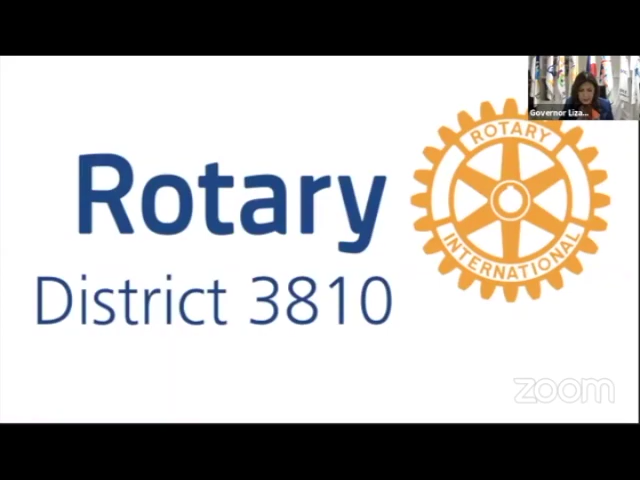 Governor Liza...
Rotary
District 3810
ROTARY
INTERNATIONAL
zoom